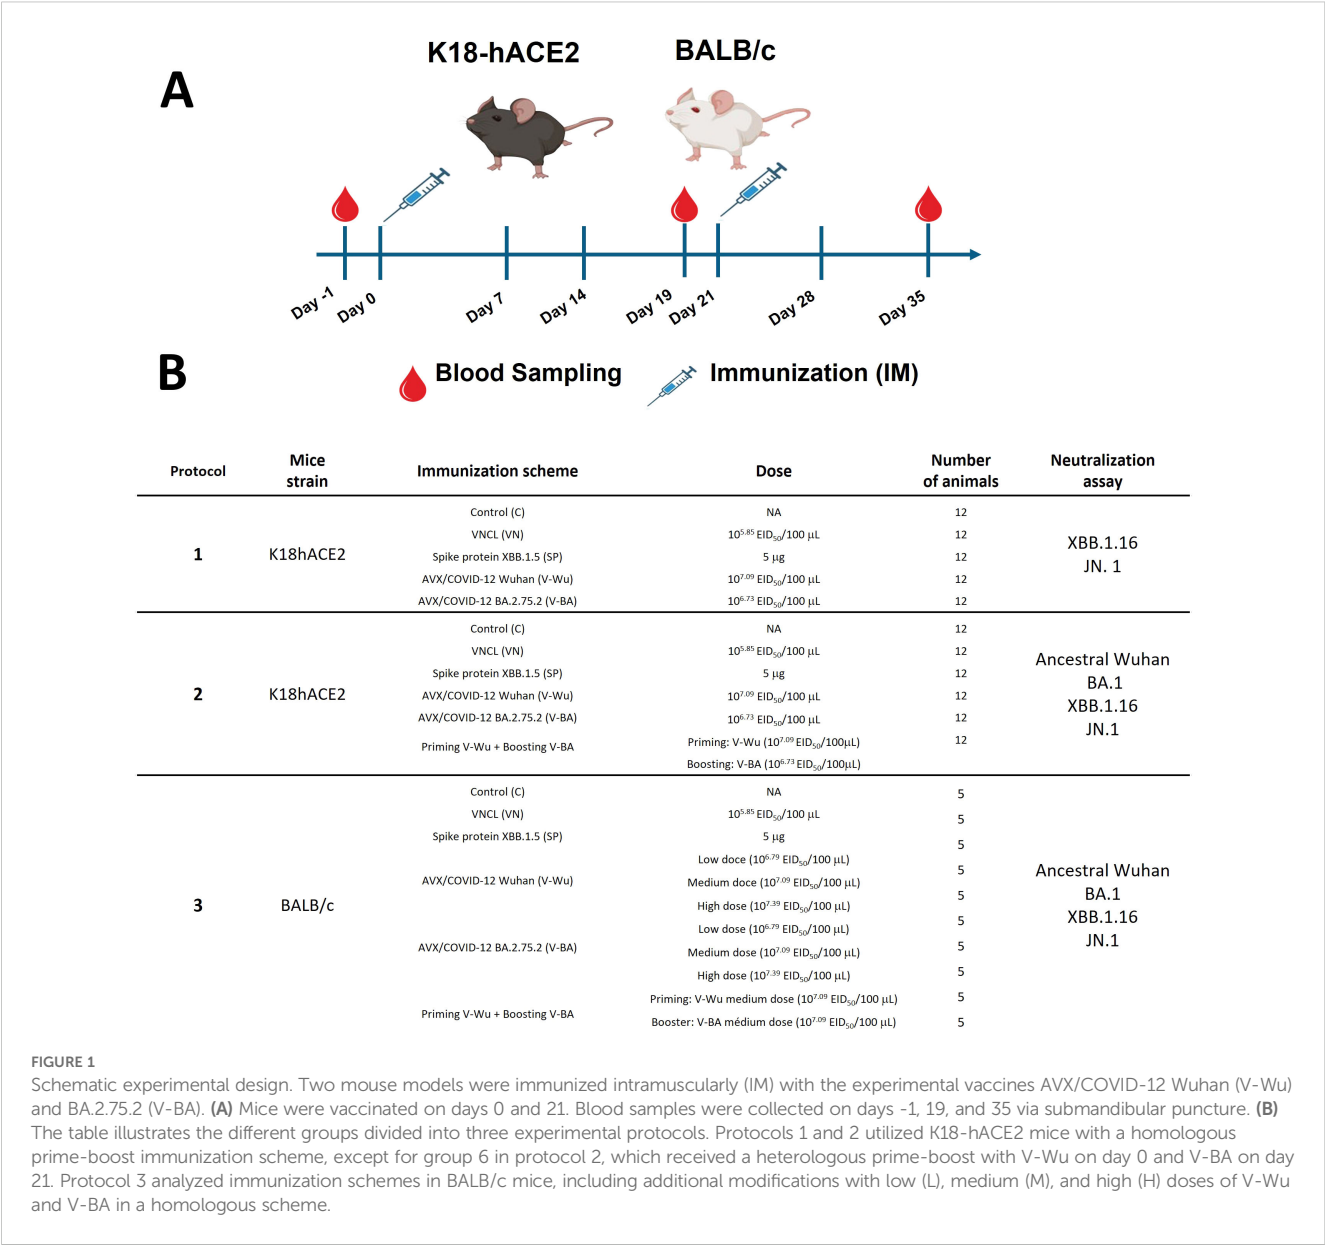 K18-hACE2 BALB/c
A
Day -1 Day 0 Day 7 Day 14 Day 19 Day 21 Day 28 Day 35
B Blood Sampling Immunization (IM)
Protocol Mice strain Immunization scheme Dose Number of animals Neutralization assay
1 K18hACE2
Control (C) NA 12
VNCL (VN) 10^5.85 EID50/100 µL 12
Spike protein XBB.1.5 (SP) 5 µg 12
AVX/COVID-12 Wuhan (V-Wu) 10^7.09 EID50/100 µL 12
AVX/COVID-12 BA.2.75.2 (V-BA) 10^6.73 EID50/100 µL 12
XBB.1.16
JN. 1
2 K18hACE2
Control (C) NA 12
VNCL (VN) 10^5.85 EID50/100 µL 12
Spike protein XBB.1.5 (SP) 5 µg 12
AVX/COVID-12 Wuhan (V-Wu) 10^7.09 EID50/100 µL 12
AVX/COVID-12 BA.2.75.2 (V-BA) 10^6.73 EID50/100 µL 12
Priming V-Wu + Boosting V-BA Priming: V-Wu (10^7.09 EID50/100µL) 12
Boosting: V-BA (10^6.73 EID50/100µL)
Ancestral Wuhan
BA.1
XBB.1.16
JN.1
3 BALB/c
Control (C) NA 5
VNCL (VN) 10^5.85 EID50/100 µL 5
Spike protein XBB.1.5 (SP) 5 µg 5
AVX/COVID-12 Wuhan (V-Wu) Low doce (10^6.79 EID50/100 µL) 5
Medium doce (10^7.09 EID50/100 µL) 5
High dose (10^7.39 EID50/100 µL) 5
AVX/COVID-12 BA.2.75.2 (V-BA) Low dose (10^6.79 EID50/100 µL) 5
Medium dose (10^7.09 EID50/100 µL) 5
High dose (10^7.39 EID50/100 µL) 5
Priming V-Wu + Boosting V-BA Priming: V-Wu medium dose (10^7.09 EID50/100 µL) 5
Booster: V-BA médium dose (10^7.09 EID50/100 µL)
Ancestral Wuhan
BA.1
XBB.1.16
JN.1
FIGURE 1
Schematic experimental design. Two mouse models were immunized intramuscularly (IM) with the experimental vaccines AVX/COVID-12 Wuhan (V-Wu)
and BA.2.75.2 (V-BA). (A) Mice were vaccinated on days 0 and 21. Blood samples were collected on days -1, 19, and 35 via submandibular puncture. (B)
The table illustrates the different groups divided into three experimental protocols. Protocols 1 and 2 utilized K18-hACE2 mice with a homologous
prime-boost immunization scheme, except for group 6 in protocol 2, which received a heterologous prime-boost with V-Wu on day 0 and V-BA on day
21. Protocol 3 analyzed immunization schemes in BALB/c mice, including additional modifications with low (L), medium (M), and high (H) doses of V-Wu
and V-BA in a homologous scheme.